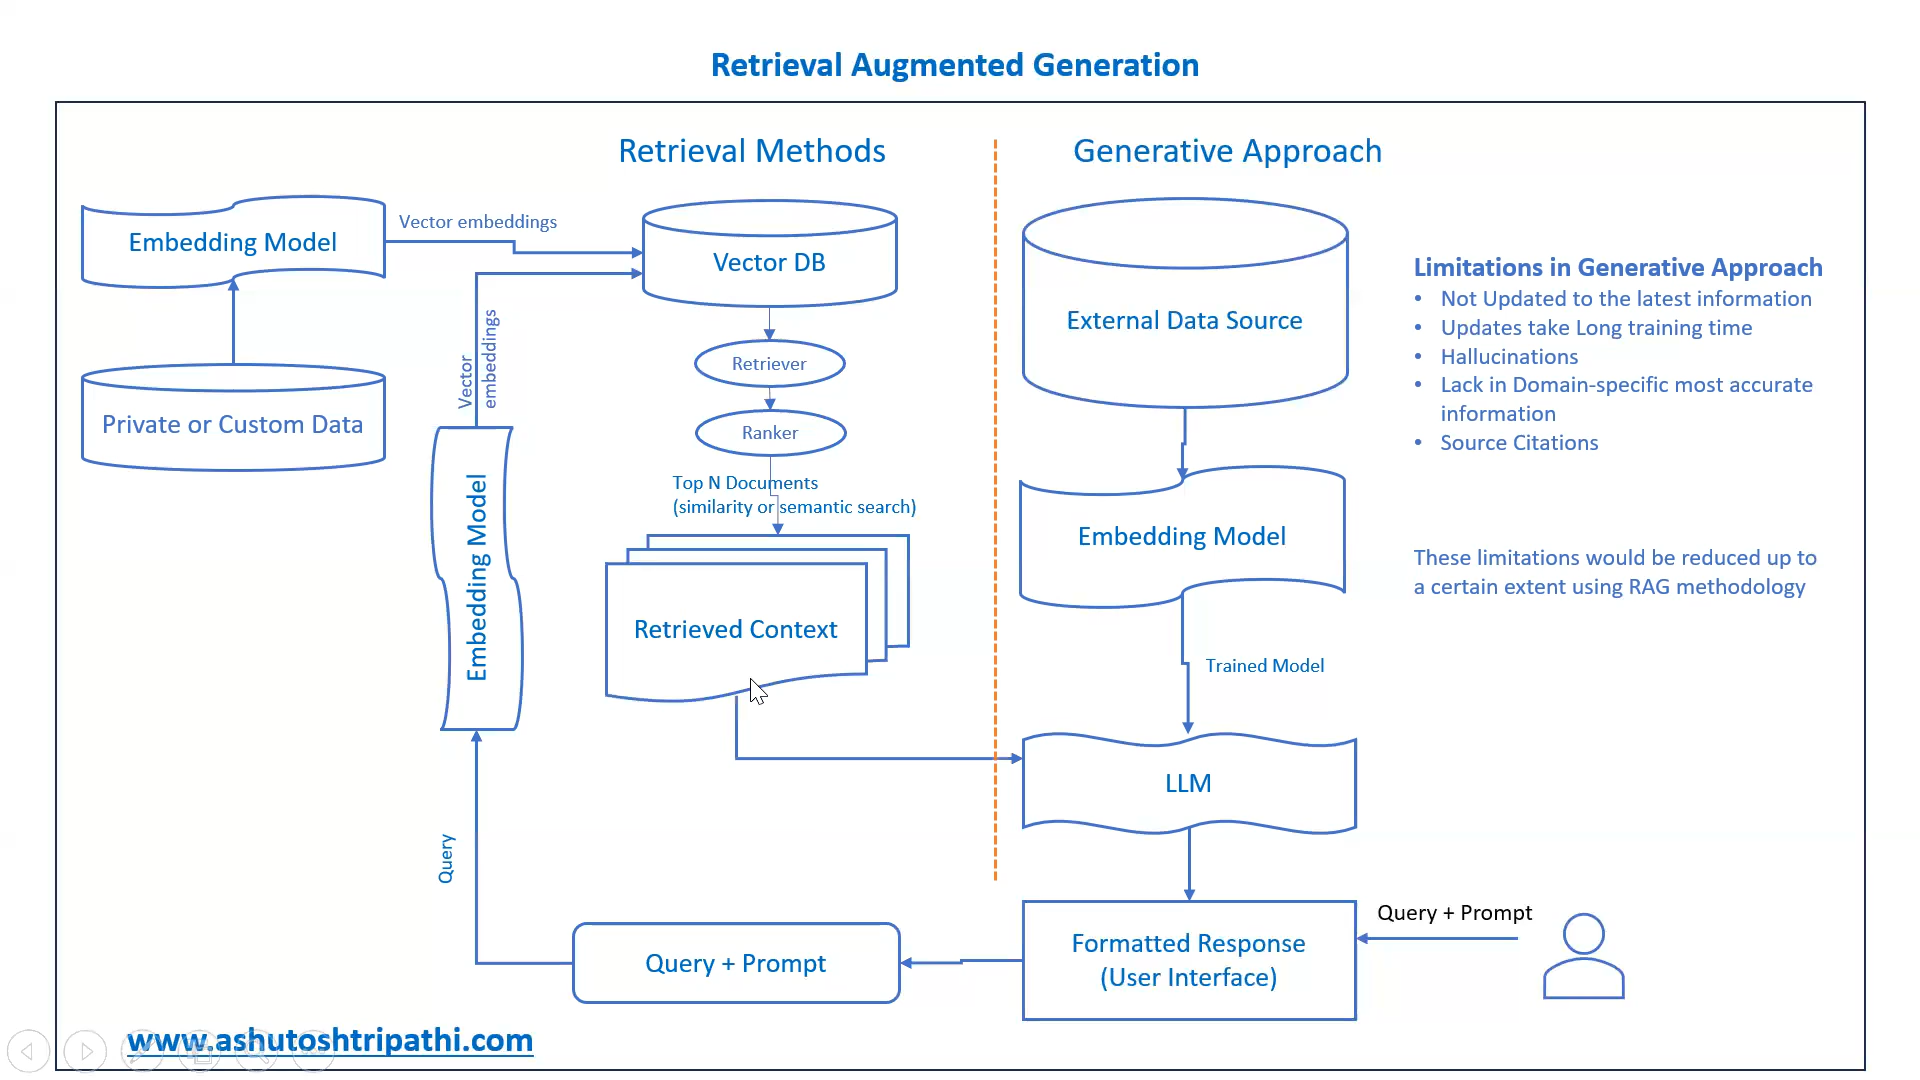 Retrieval Augmented Generation
Retrieval Methods
Generative Approach
Embedding Model
Vector embeddings
Vector DB
Private or Custom Data
Vector
embeddings
Embedding Model
Query
Retriever
Ranker
Top N Documents
(similarity or semantic search)
Retrieved Context
External Data Source
Embedding Model
Trained Model
LLM
Limitations in Generative Approach
• Not Updated to the latest information
• Updates take Long training time
• Hallucinations
• Lack in Domain-specific most accurate
information
• Source Citations
These limitations would be reduced up to
a certain extent using RAG methodology
Query + Prompt
Formatted Response
(User Interface)
Query + Prompt
www.ashutoshtripathi.com